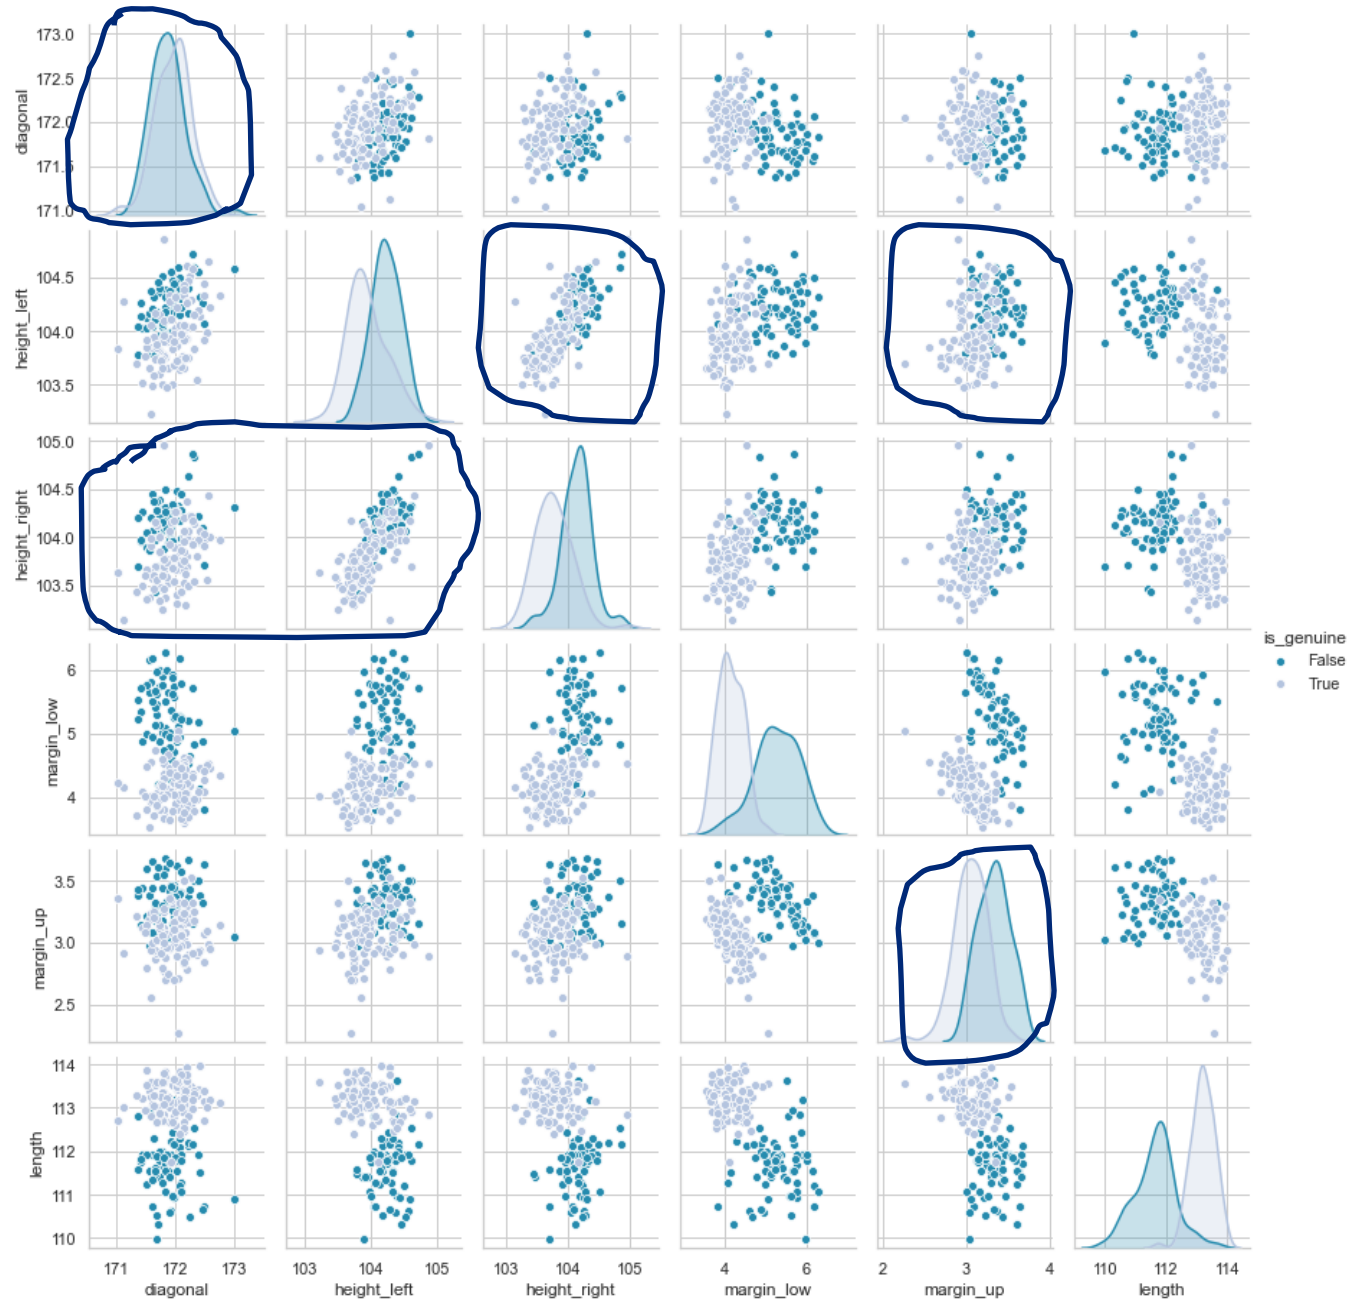 173.0
172.5
172.0
171.5
171.0
diagonal
104.5
104.0
103.5
height_left
105.0
104.5
104.0
103.5
height_right
6
5
4
margin_low
3.5
3.0
2.5
margin_up
114
113
112
111
110
length
171 172 173
diagonal
103 104 105
height_left
103 104 105
height_right
4 6
margin_low
2 3 4
margin_up
110 112 114
length
is_genuine
False
True